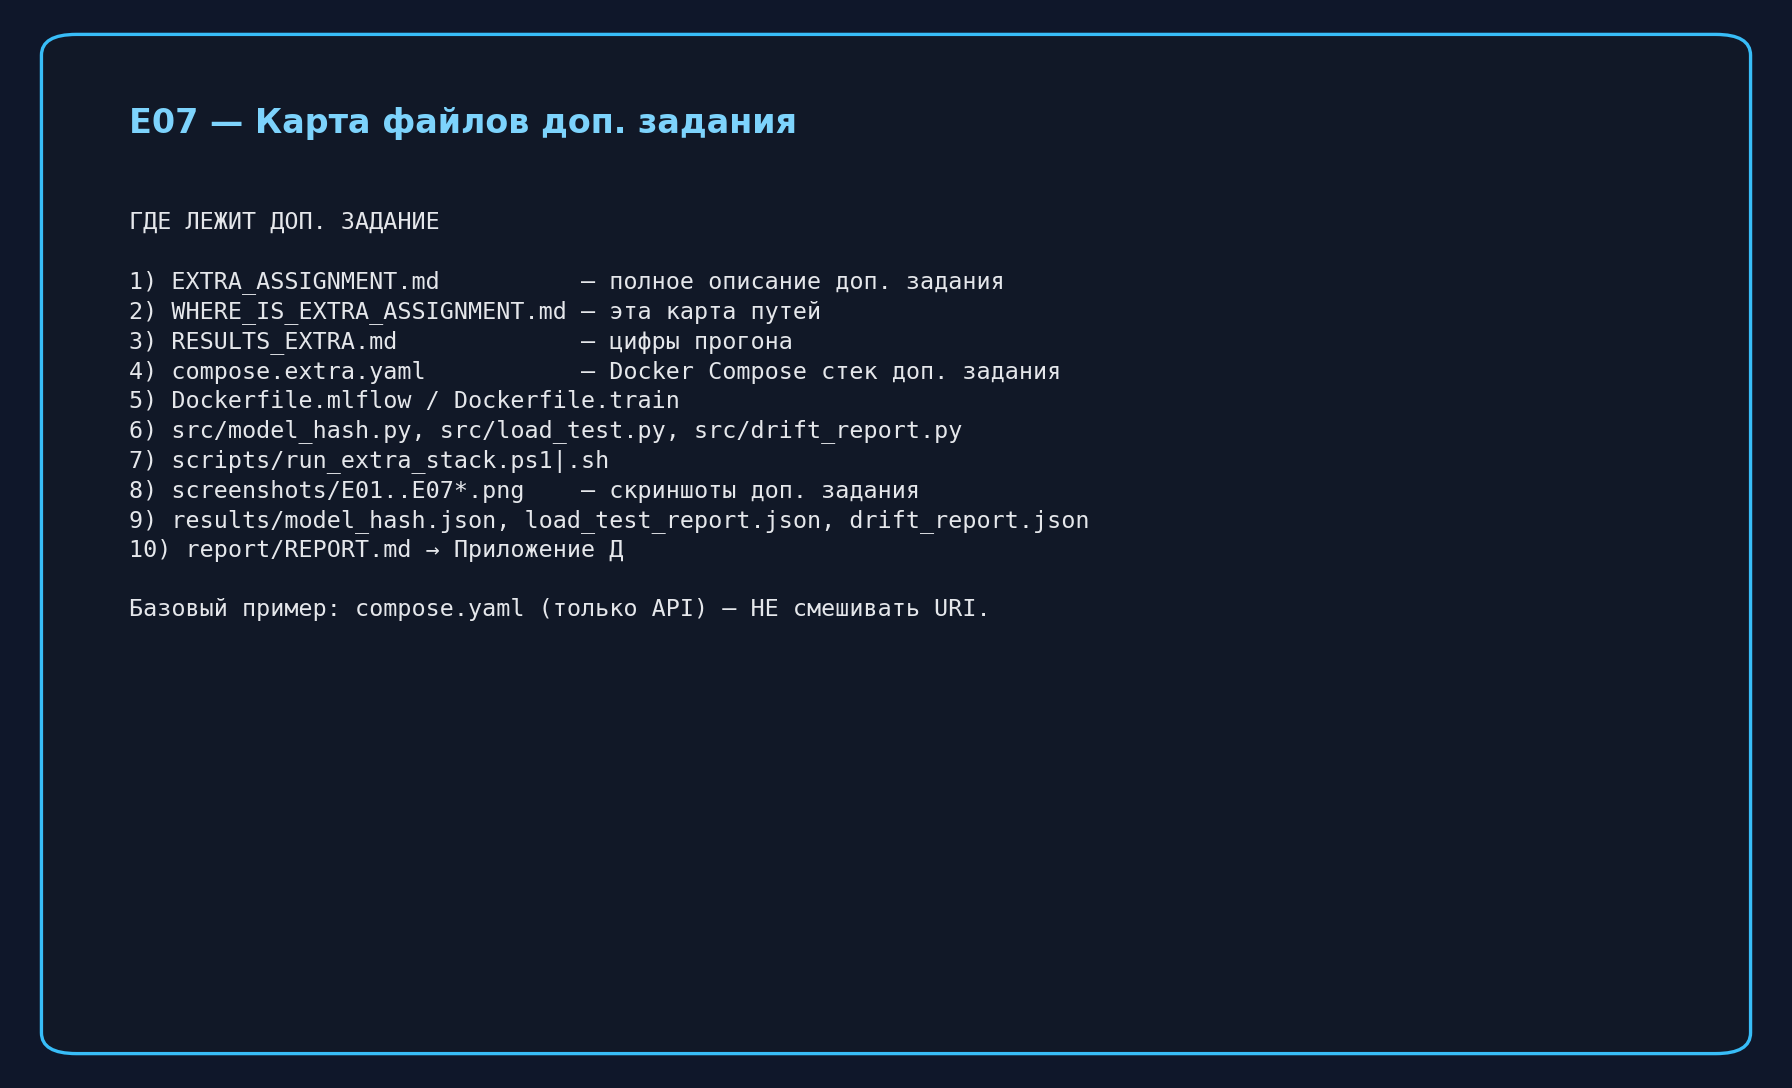 E07 — Карта файлов доп. задания
ГДЕ ЛЕЖИТ ДОП. ЗАДАНИЕ
1) EXTRA_ASSIGNMENT.md          — полное описание доп. задания
2) WHERE_IS_EXTRA_ASSIGNMENT.md — эта карта путей
3) RESULTS_EXTRA.md             — цифры прогона
4) compose.extra.yaml           — Docker Compose стек доп. задания
5) Dockerfile.mlflow / Dockerfile.train
6) src/model_hash.py, src/load_test.py, src/drift_report.py
7) scripts/run_extra_stack.ps1|.sh
8) screenshots/E01..E07*.png    — скриншоты доп. задания
9) results/model_hash.json, load_test_report.json, drift_report.json
10) report/REPORT.md → Приложение Д
Базовый пример: compose.yaml (только API) — НЕ смешивать URI.